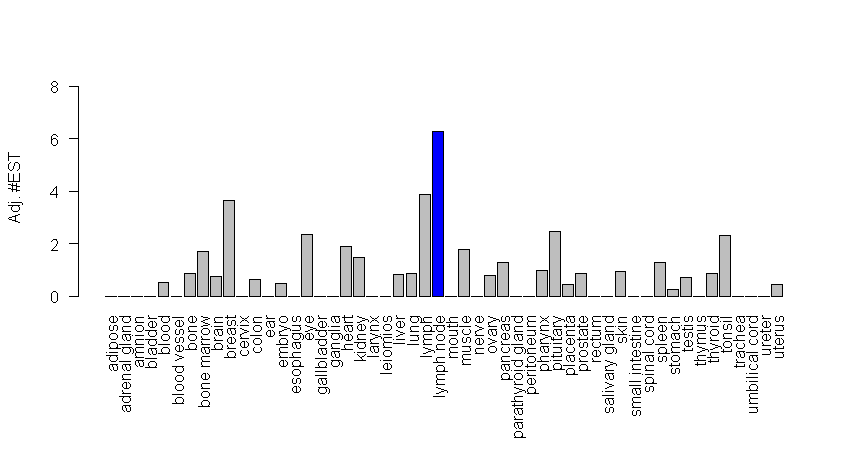 Adj. #EST
8
6
4
2
0
adipose
adrenal gland
amnion
bladder
blood
blood vessel
bone
bone marrow
brain
breast
cervix
colon
ear
embryo
esophagus
eye
gallbladder
ganglia
heart
kidney
larynx
leiomios
liver
lung
lymph
lymph node
mouth
muscle
nerve
ovary
pancreas
parathyroid gland
peritoneum
pharynx
pituitary
placenta
prostate
rectum
salivary gland
skin
small intestine
spinal cord
spleen
stomach
testis
thymus
thyroid
tonsil
trachea
umbilical cord
ureter
uterus